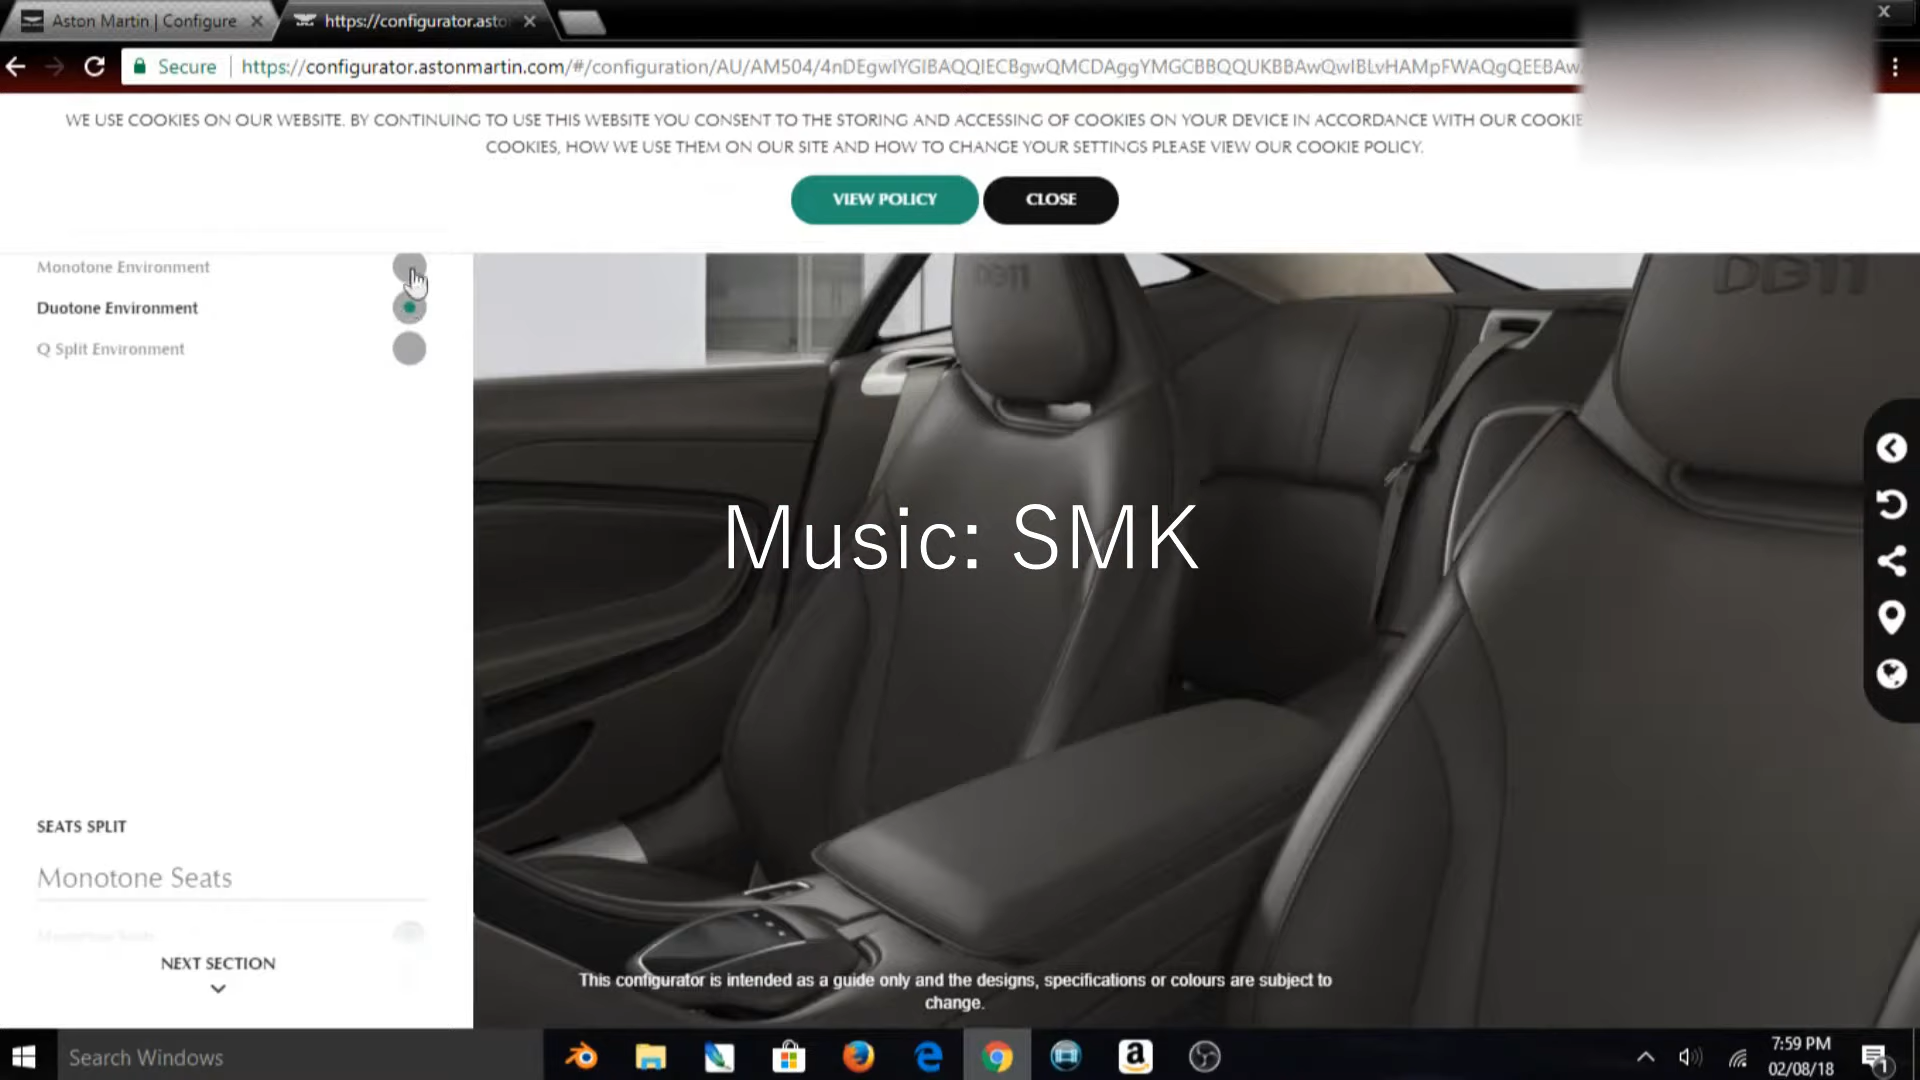 Aston Martin | Configure
https://configurator.asto
Secure
https://configurator.astonmartin.com/#/configuration/AU/AM504/4nDEgwIYGIBAQQIECBgwQMCDAggYMGCBBQQUKBBAwQwIBLvHAMpFWAQgQEEBAw
WE USE COOKIES ON OUR WEBSITE. BY CONTINUING TO USE THIS WEBSITE YOU CONSENT TO THE STORING AND ACCESSING OF COOKIES ON YOUR DEVICE IN ACCORDANCE WITH OUR COOKIE
COOKIES, HOW WE USE THEM ON OUR SITE AND HOW TO CHANGE YOUR SETTINGS PLEASE VIEW OUR COOKIE POLICY.
VIEW POLICY
CLOSE
Monotone Environment
Duotone Environment
Q Split Environment
DB11
DB11
Music: SMK
SEATS SPLIT
Monotone Seats
Monotone Seats
NEXT SECTION
This configurator is intended as a guide only and the designs, specifications or colours are subject to
change.
Search Windows
7:59 PM
02/08/18
1